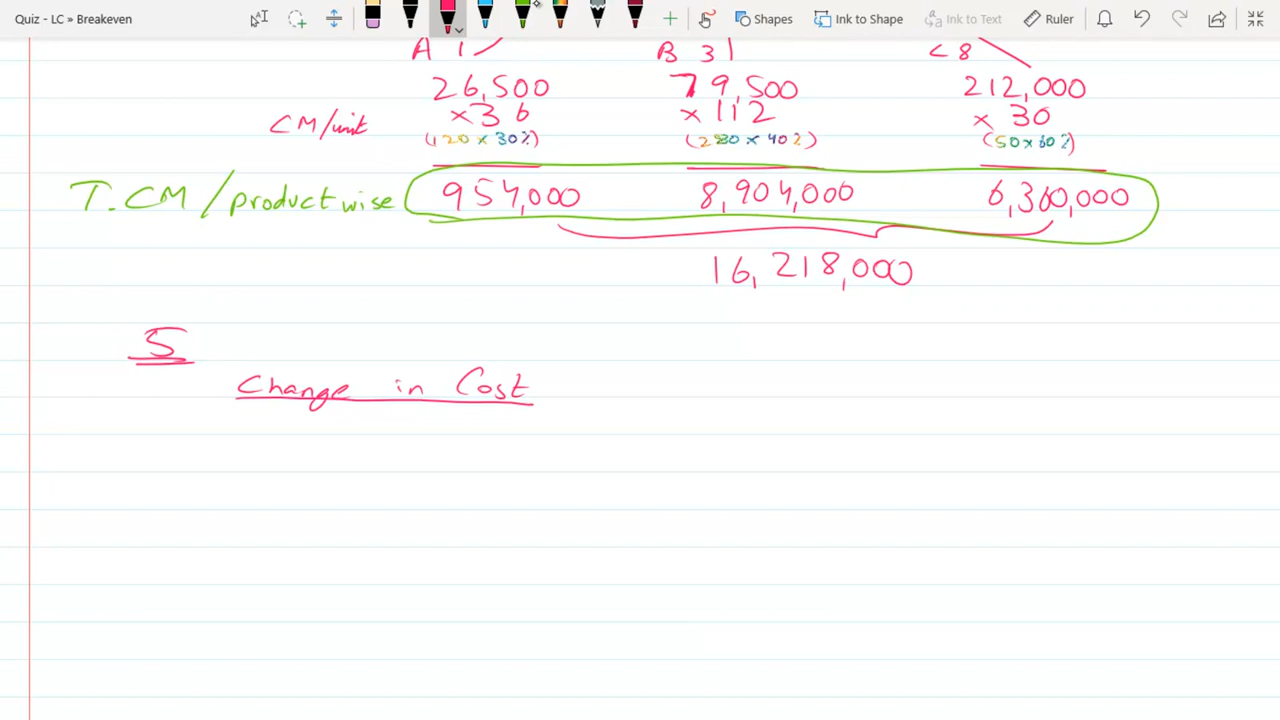 Quiz - LC » Breakeven
Shapes Ink to Shape Ink to Text Ruler
A 1 B 3 C 8
26,500 79,500 212,000
CM/unit × 36 × 112 × 30
(120 × 30%) (280 × 40%) (50 × 60%)
T.CM / productwise 954,000 8,904,000 6,360,000
16,218,000
5
Change in Cost